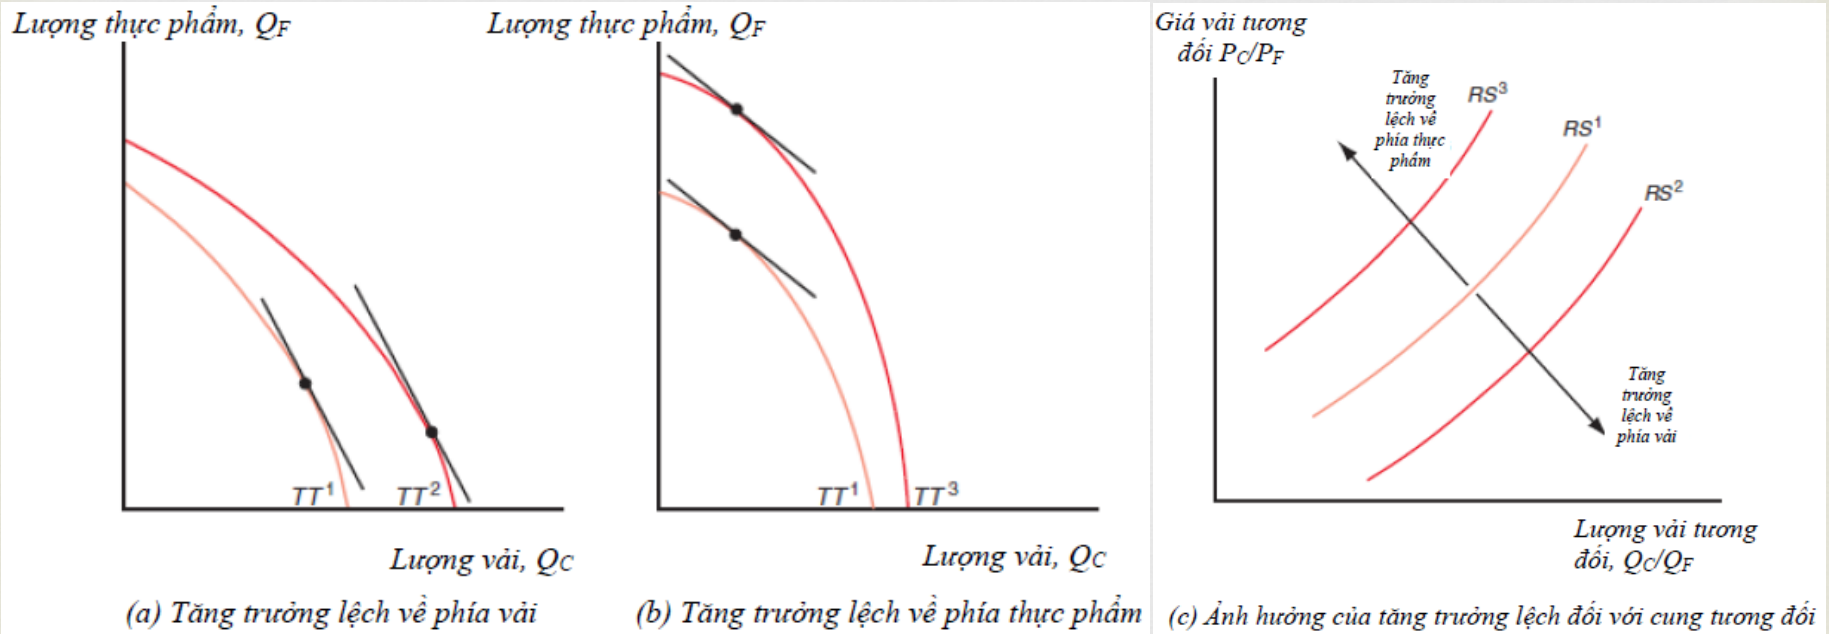 Lượng thực phẩm, QF
TT1
TT2
Lượng vải, QC
(a) Tăng trưởng lệch về phía vải
Lượng thực phẩm, QF
TT1
TT3
Lượng vải, QC
(b) Tăng trưởng lệch về phía thực phẩm
Giá vải tương
đối PC/PF
Tăng
trưởng
lệch về
phía thực
phẩm
RS3
RS1
RS2
Tăng
trưởng
lệch về
phía vải
Lượng vải tương
đối, QC/QF
(c) Ảnh hưởng của tăng trưởng lệch đối với cung tương đối